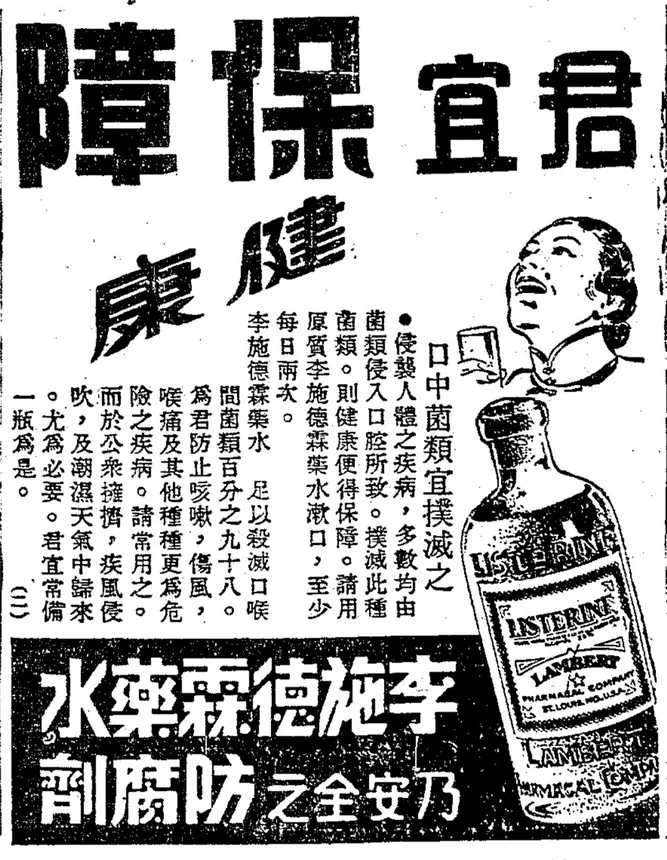 君宜保障
健康
口中菌類宜撲滅之
●侵襲人體之疾病，多數均由
菌類侵入口腔所致。撲滅此種
菌類。則健康便得保障。請用
原質李施德霖藥水漱口，至少
每日兩次。
李施德霖藥水　足以殺滅口喉
間菌類百分之九十八。
爲君防止咳嗽，傷風，
喉痛及其他種種更爲危
險之疾病。請常用之。
而於公衆擁擠，疾風侵
吹，及潮濕天氣中歸來
。尤爲必要。君宜常備
一瓶爲是。
(二)
LISTERINE
LISTERINE
LAMBERT
PHARMACAL COMPANY
ST. LOUIS, MO., U.S.A.
LAMBERT
PHARMACAL COMPANY
李施德霖藥水
乃安全之防腐劑